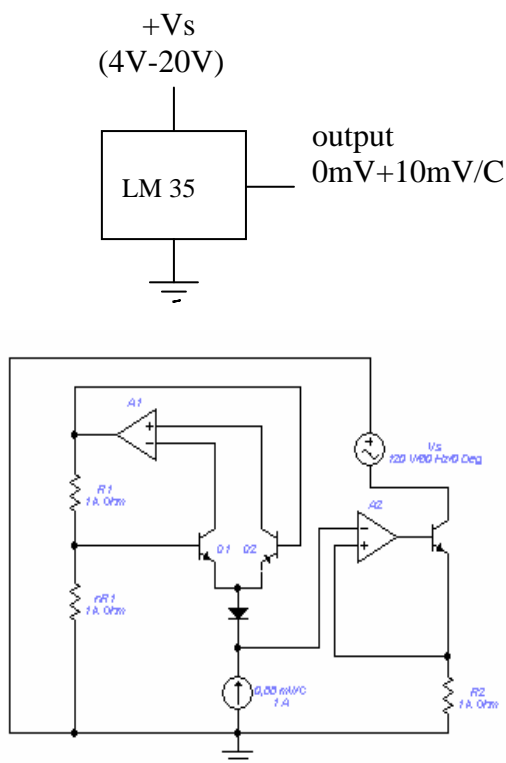 +Vs
(4V-20V)
output
0mV+10mV/C
LM 35
A1
+
−
R1
1 A Ohm
Q1 Q2
nR1
1 A Ohm
+
Vs
120 V/60 Hz/0 Deg
A2
−
+
1 A
R2
1 A Ohm